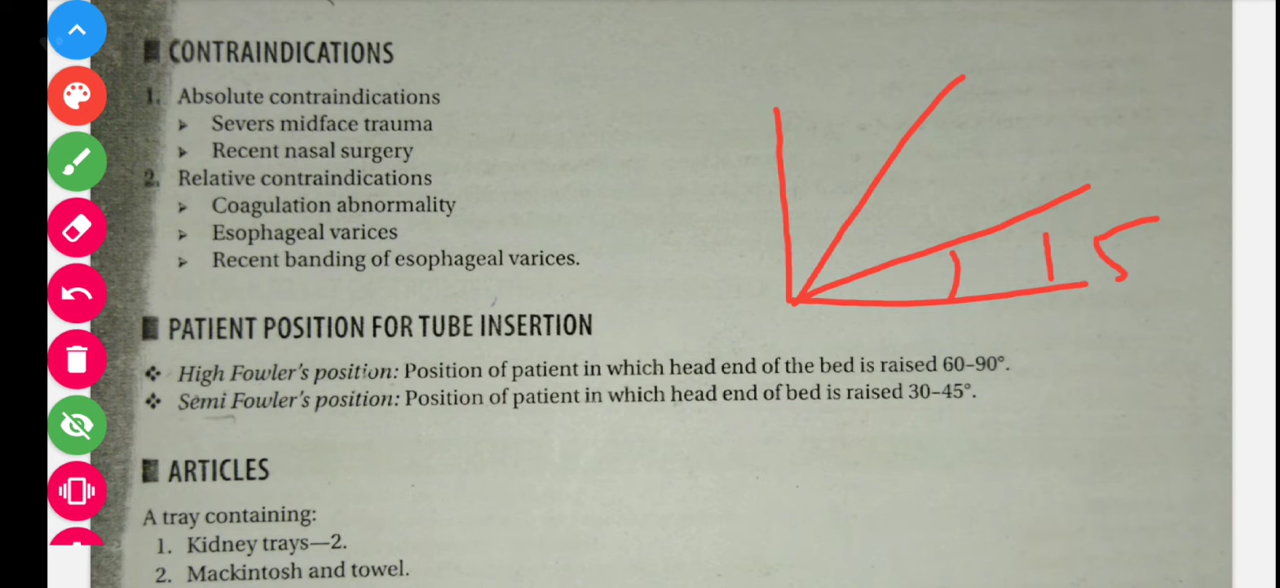 CONTRAINDICATIONS
1. Absolute contraindications
➤ Severs midface trauma
➤ Recent nasal surgery
2. Relative contraindications
➤ Coagulation abnormality
➤ Esophageal varices
➤ Recent banding of esophageal varices.
15
PATIENT POSITION FOR TUBE INSERTION
❖ High Fowler's position: Position of patient in which head end of the bed is raised 60–90°.
❖ Semi Fowler's position: Position of patient in which head end of bed is raised 30–45°.
ARTICLES
A tray containing:
1. Kidney trays—2.
2. Mackintosh and towel.